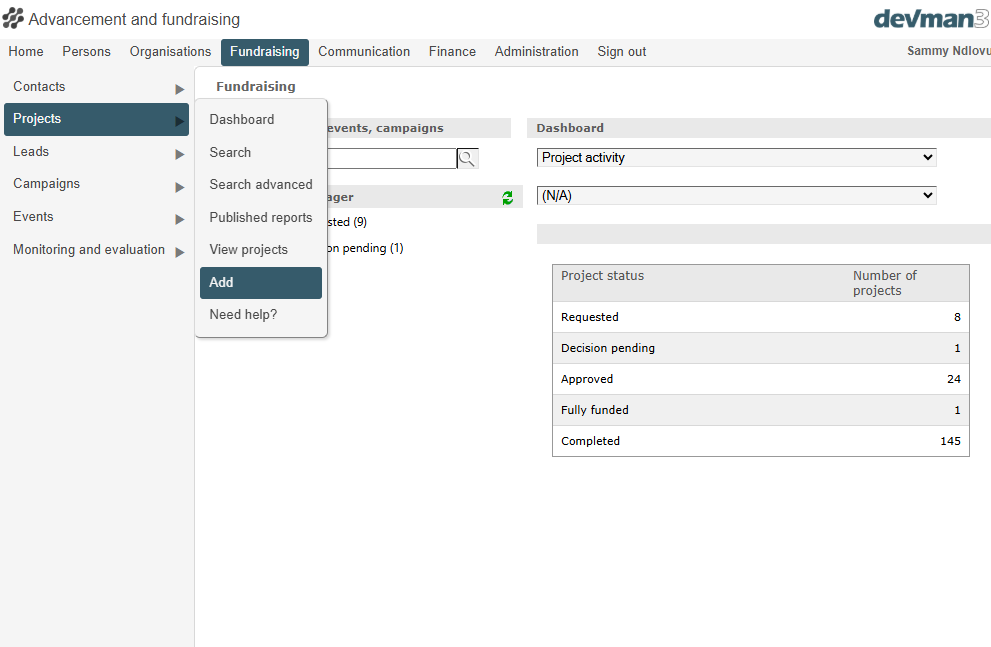 Advancement and fundraising
devman3
Home Persons Organisations Fundraising Communication Finance Administration Sign out
Sammy Ndlovu
Contacts
Projects
Leads
Campaigns
Events
Monitoring and evaluation
Fundraising
Dashboard
Search
Search advanced
Published reports
View projects
Add
Need help?
events, campaigns
ager
sted (9)
on pending (1)
Dashboard
Project activity
(N/A)
Project status Number of
projects
Requested 8
Decision pending 1
Approved 24
Fully funded 1
Completed 145